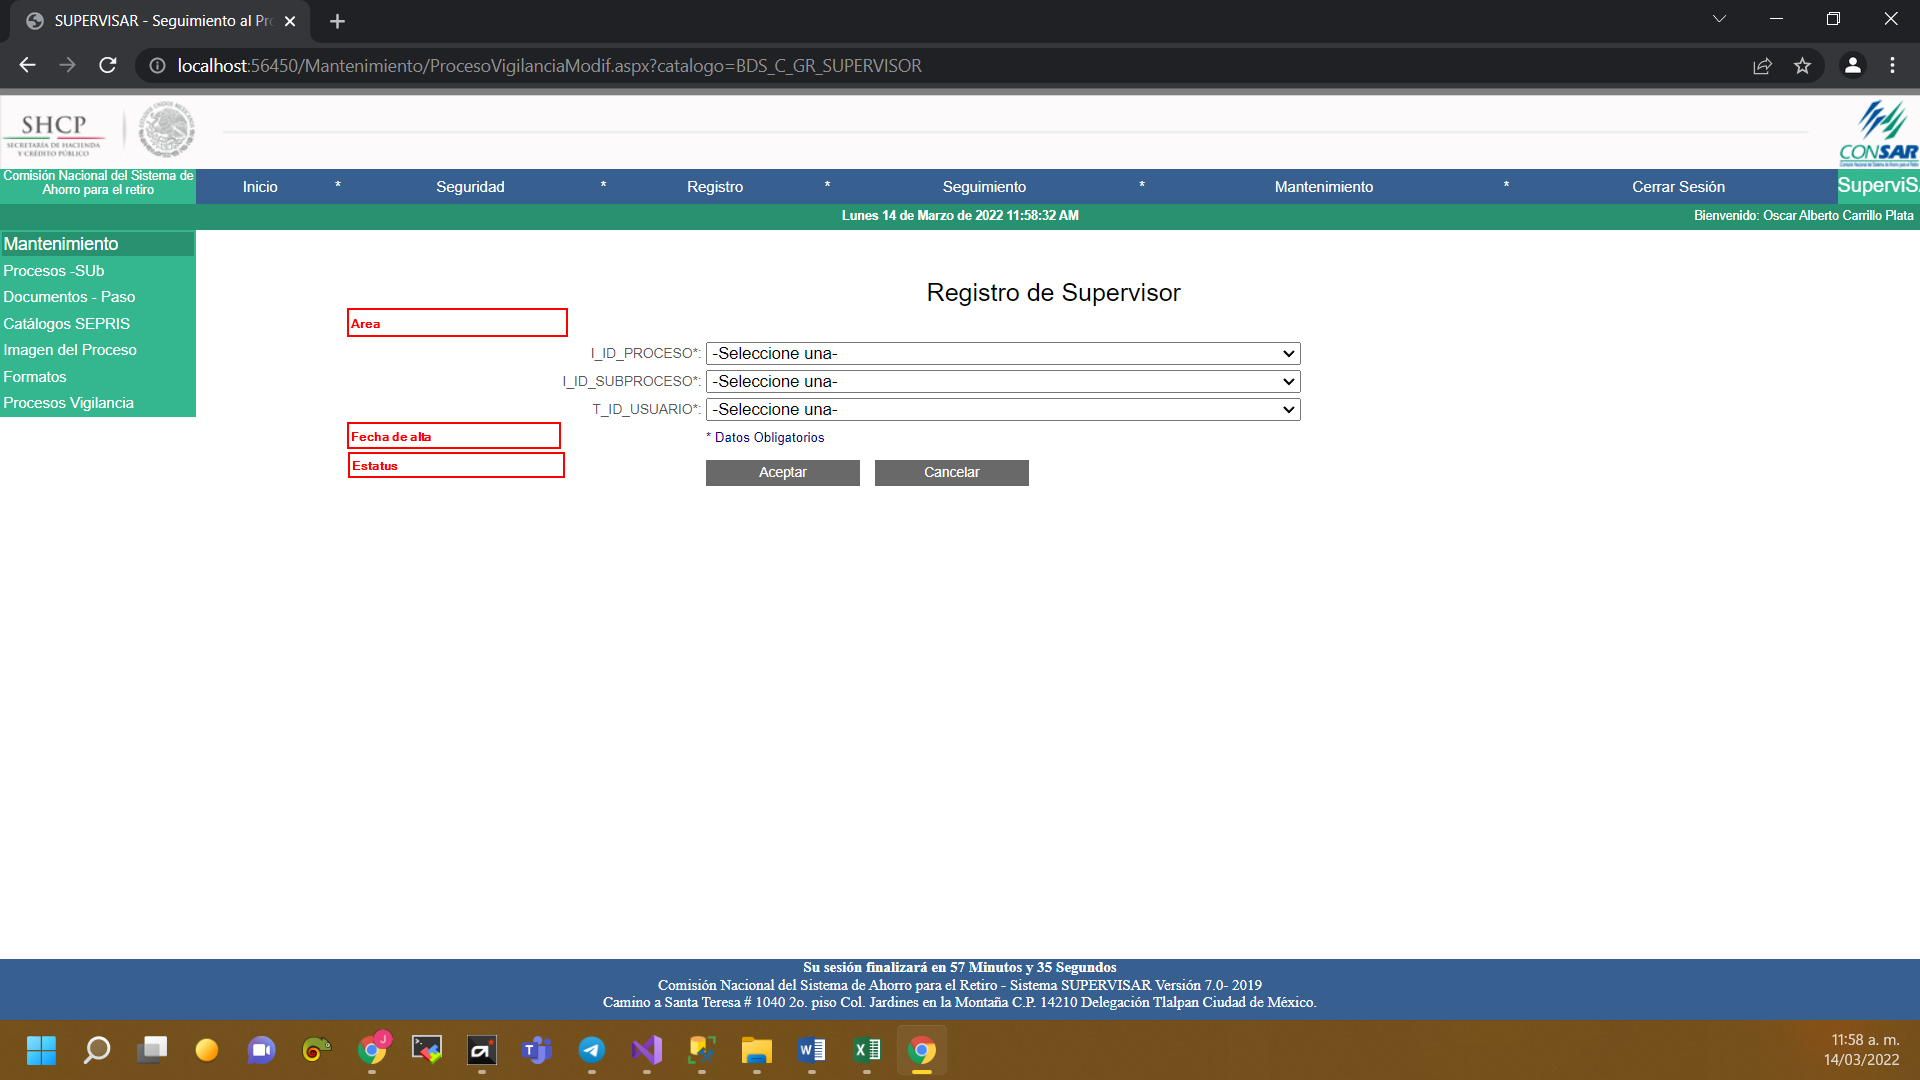 SUPERVISAR - Seguimiento al Pro
localhost:56450/Mantenimiento/ProcesoVigilanciaModif.aspx?catalogo=BDS_C_GR_SUPERVISOR
SHCP
SECRETARÍA DE HACIENDA
Y CRÉDITO PÚBLICO
CONSAR
Comisión Nacional del Sistema de
Ahorro para el retiro
Inicio * Seguridad * Registro * Seguimiento * Mantenimiento * Cerrar Sesión
SuperviSA
Lunes 14 de Marzo de 2022 11:58:32 AM
Bienvenido: Oscar Alberto Carrillo Plata
Mantenimiento
Procesos -SUb
Documentos - Paso
Catálogos SEPRIS
Imagen del Proceso
Formatos
Procesos Vigilancia
Registro de Supervisor
Area
I_ID_PROCESO*: -Seleccione una-
I_ID_SUBPROCESO*: -Seleccione una-
T_ID_USUARIO*: -Seleccione una-
Fecha de alta
* Datos Obligatorios
Estatus
Aceptar Cancelar
Su sesión finalizará en 57 Minutos y 35 Segundos
Comisión Nacional del Sistema de Ahorro para el Retiro - Sistema SUPERVISAR Versión 7.0- 2019
Camino a Santa Teresa # 1040 2o. piso Col. Jardines en la Montaña C.P. 14210 Delegación Tlalpan Ciudad de México.
11:58 a. m.
14/03/2022